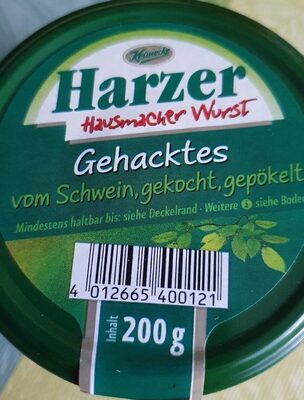 Keunecke
Harzer
Hausmacher Wurst
Gehacktes
vom Schwein, gekocht, gepökelt
Mindestens haltbar bis: siehe Deckelrand - Weitere i siehe Boden
4 012665 400121
Inhalt 200 g